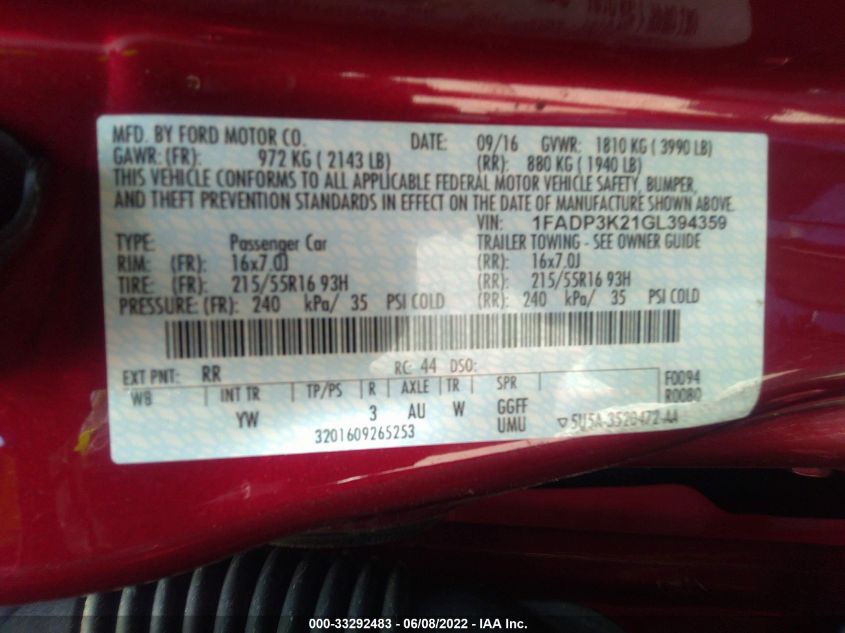 MFD. BY FORD MOTOR CO. DATE: 09/16 GVWR: 1810 KG ( 3990 LB)
GAWR: (FR): 972 KG ( 2143 LB) (RR): 880 KG ( 1940 LB)
THIS VEHICLE CONFORMS TO ALL APPLICABLE FEDERAL MOTOR VEHICLE SAFETY, BUMPER,
AND THEFT PREVENTION STANDARDS IN EFFECT ON THE DATE OF MANUFACTURE SHOWN ABOVE.
VIN: 1FADP3K21GL394359
TYPE: Passenger Car TRAILER TOWING - SEE OWNER GUIDE
RIM: (FR): 16x7.0J (RR): 16x7.0J
TIRE: (FR): 215/55R16 93H (RR): 215/55R16 93H
PRESSURE: (FR): 240 kPa/ 35 PSI COLD (RR): 240 kPa/ 35 PSI COLD
EXT PNT: RR RC: 44 DSO: F0094
WB INT TR TP/PS R AXLE TR SPR R0080
YW 3 AU W GGFF
3201609265253 UMU ▽5U5A-3520472-AA
000-33292483 - 06/08/2022 - IAA Inc.